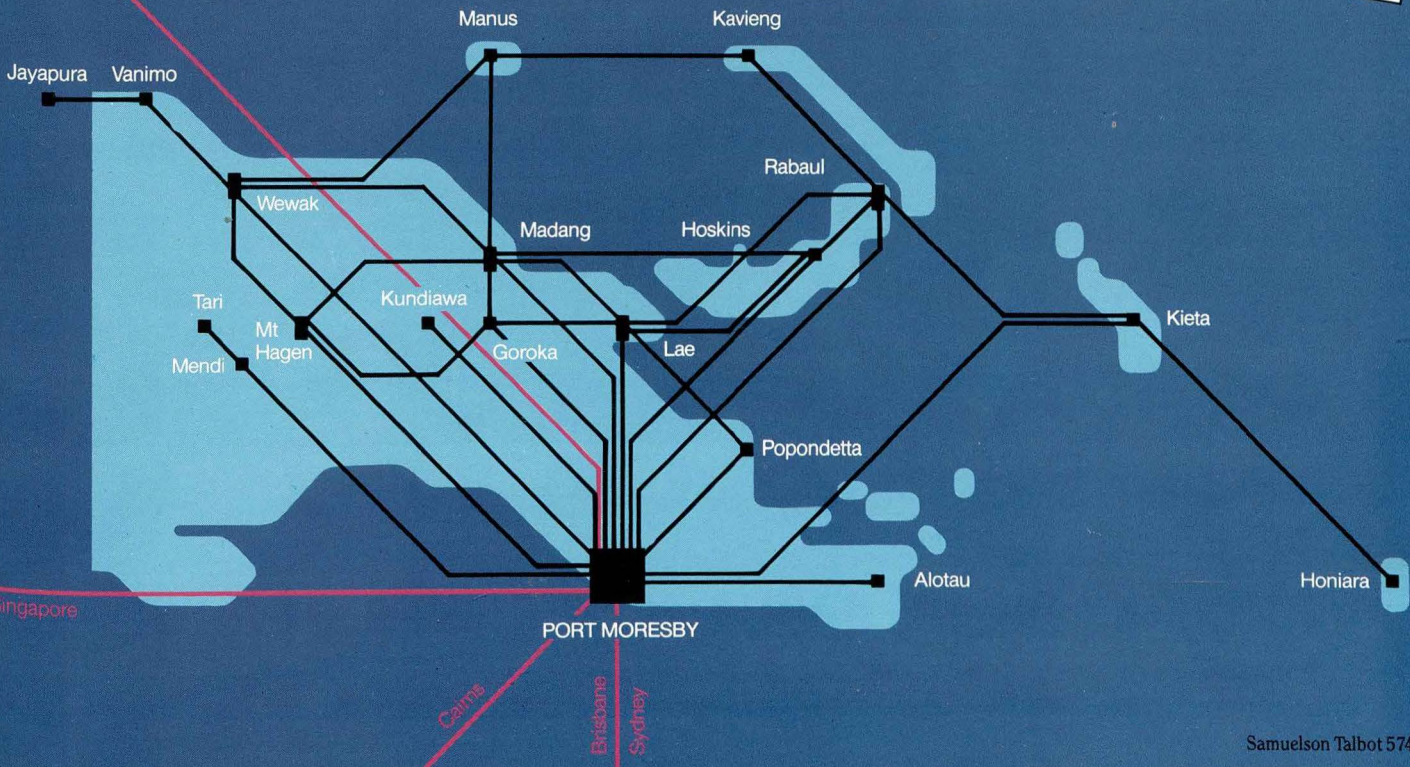 Manus
Kavieng
Jayapura
Vanimo
Rabaul
Wewak
Madang
Hoskins
Tari
Kundiawa
Mt
Hagen
Goroka
Lae
Kieta
Mendi
Popondetta
Alotau
Honiara
ingapore
PORT MORESBY
Cairns
Brisbane
Sydney
Samuelson Talbot 574